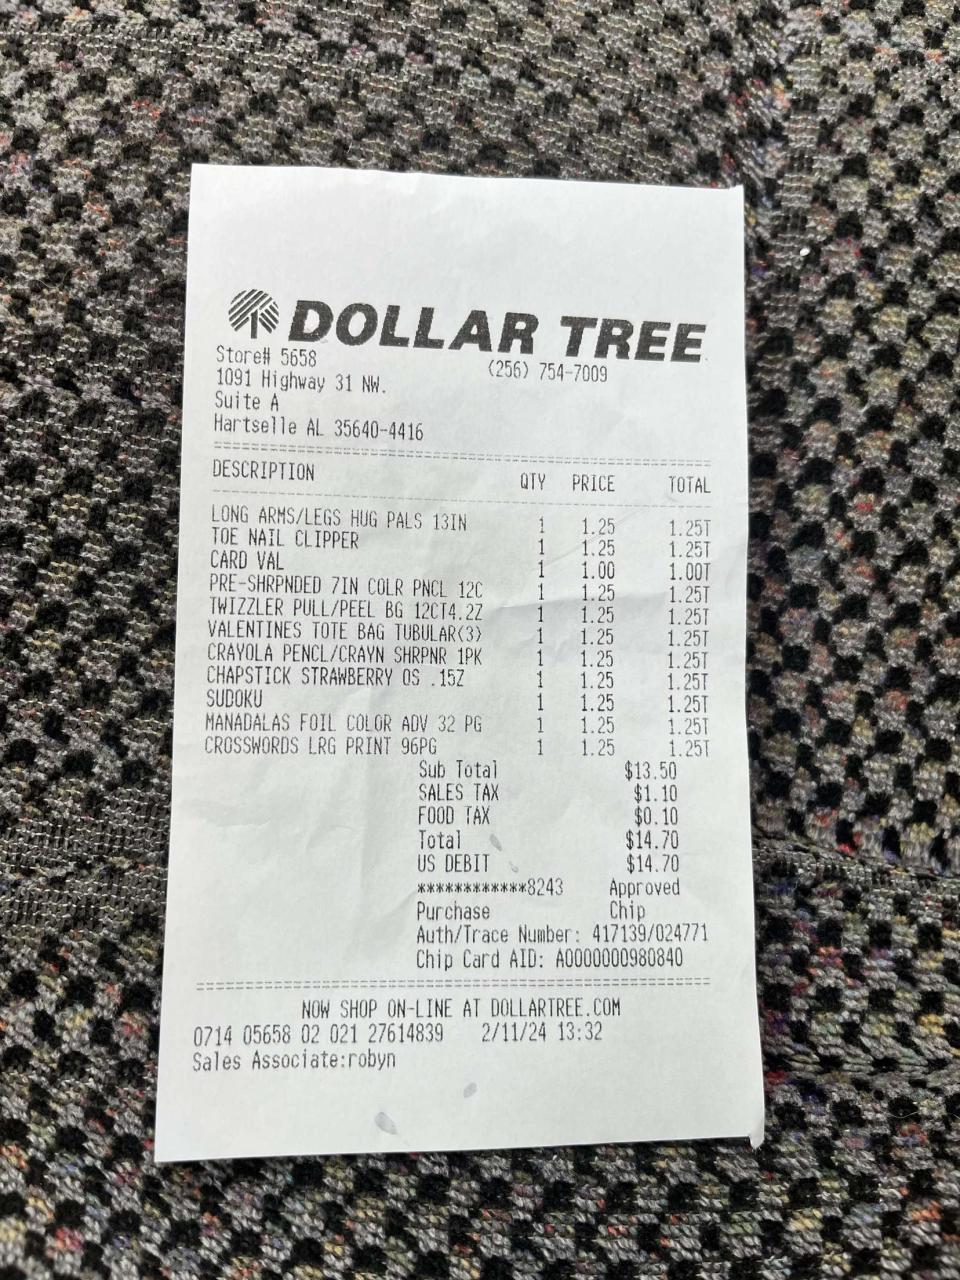 DOLLAR TREE
Store# 5658 (256) 754-7009
1091 Highway 31 NW.
Suite A
Hartselle AL 35640-4416
DESCRIPTION QTY PRICE TOTAL
LONG ARMS/LEGS HUG PALS 13IN 1 1.25 1.25T
TOE NAIL CLIPPER 1 1.25 1.25T
CARD VAL 1 1.00 1.00T
PRE-SHRPNDED 7IN COLR PNCL 12C 1 1.25 1.25T
TWIZZLER PULL/PEEL BG 12CT4.2Z 1 1.25 1.25T
VALENTINES TOTE BAG TUBULAR(3) 1 1.25 1.25T
CRAYOLA PENCL/CRAYN SHRPNR 1PK 1 1.25 1.25T
CHAPSTICK STRAWBERRY OS .15Z 1 1.25 1.25T
SUDOKU 1 1.25 1.25T
MANADALAS FOIL COLOR ADV 32 PG 1 1.25 1.25T
CROSSWORDS LRG PRINT 96PG 1 1.25 1.25T
Sub Total $13.50
SALES TAX $1.10
FOOD TAX $0.10
Total $14.70
US DEBIT $14.70
************8243 Approved
Purchase Chip
Auth/Trace Number: 417139/024771
Chip Card AID: A0000000980840
NOW SHOP ON-LINE AT DOLLARTREE.COM
0714 05658 02 021 27614839 2/11/24 13:32
Sales Associate:robyn